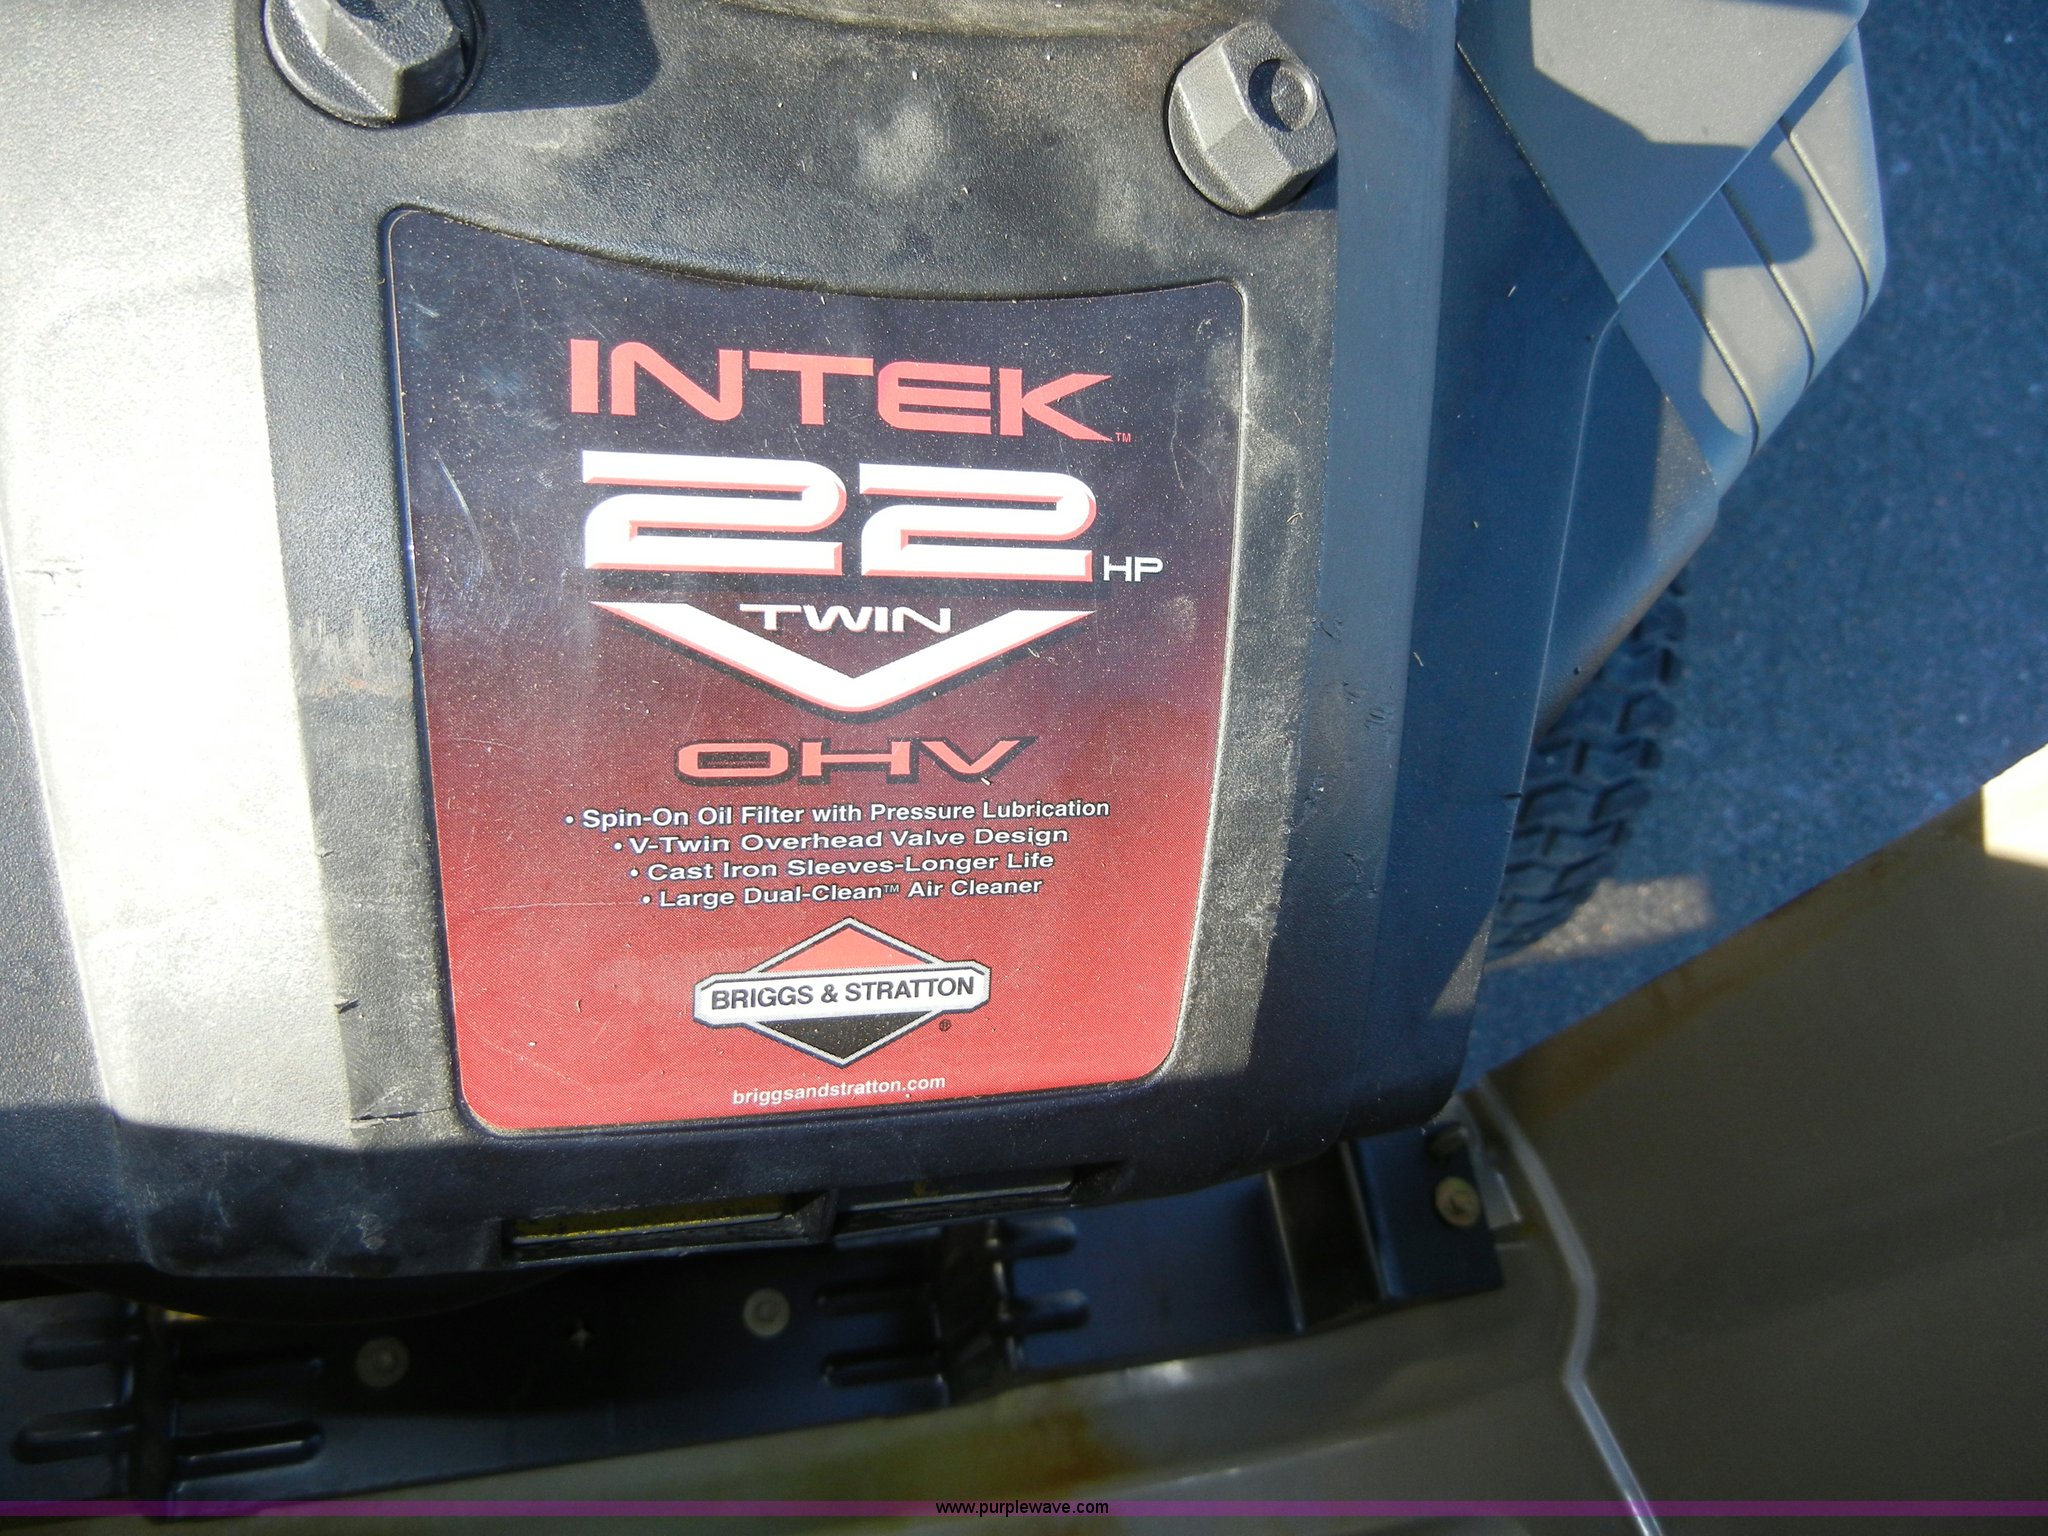 INTEK™
22 HP
TWIN
OHV
• Spin-On Oil Filter with Pressure Lubrication
• V-Twin Overhead Valve Design
• Cast Iron Sleeves-Longer Life
• Large Dual-Clean™ Air Cleaner
BRIGGS & STRATTON
®
briggsandstratton.com
www.purplewave.com